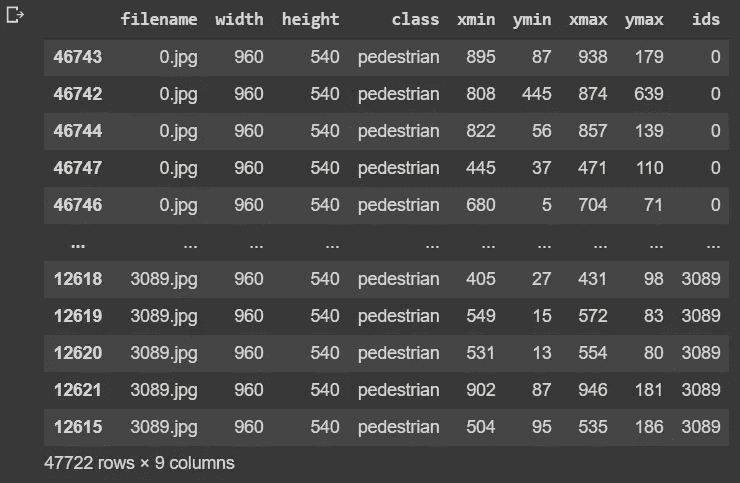 filename width height class xmin ymin xmax ymax ids
46743 0.jpg 960 540 pedestrian 895 87 938 179 0
46742 0.jpg 960 540 pedestrian 808 445 874 639 0
46744 0.jpg 960 540 pedestrian 822 56 857 139 0
46747 0.jpg 960 540 pedestrian 445 37 471 110 0
46746 0.jpg 960 540 pedestrian 680 5 704 71 0
... ... ... ... ... ... ... ... ... ...
12618 3089.jpg 960 540 pedestrian 405 27 431 98 3089
12619 3089.jpg 960 540 pedestrian 549 15 572 83 3089
12620 3089.jpg 960 540 pedestrian 531 13 554 80 3089
12621 3089.jpg 960 540 pedestrian 902 87 946 181 3089
12615 3089.jpg 960 540 pedestrian 504 95 535 186 3089
47722 rows × 9 columns